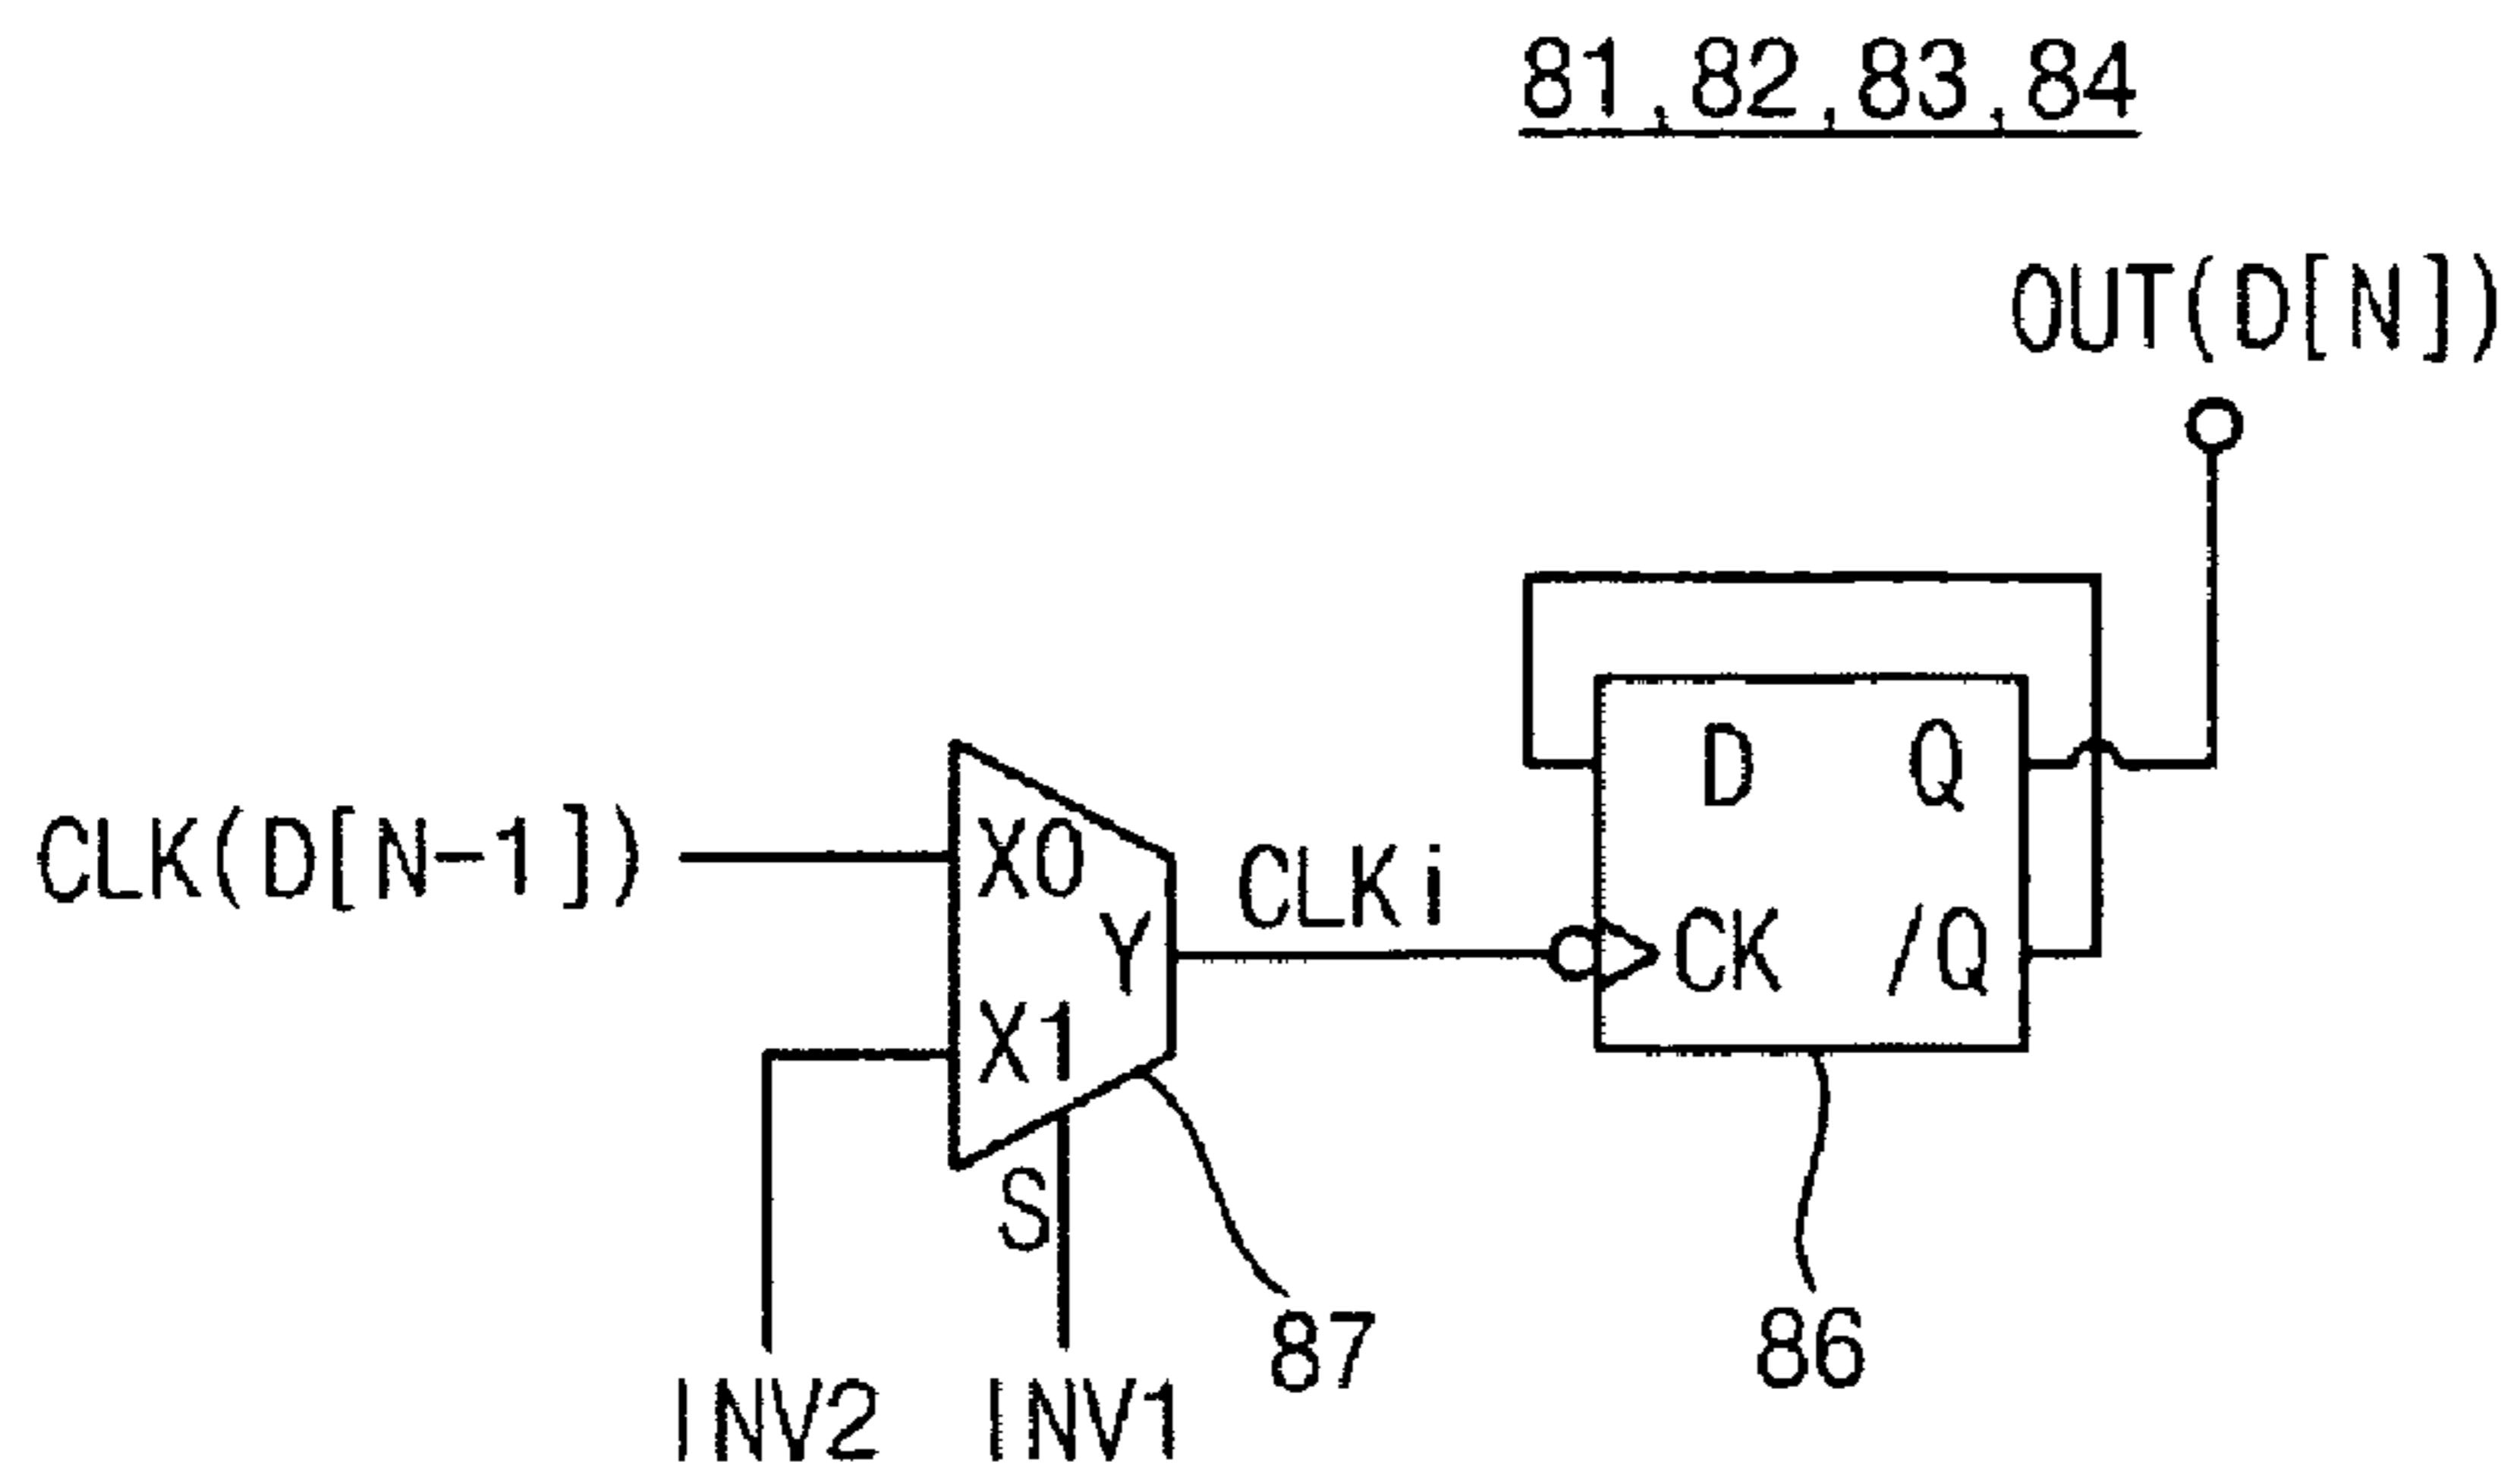 81,82,83,84
OUT(D[N])
D Q
CLK(D[N-1])
X0
CLKi
Y
CK /Q
X1
S
87
86
INV2 INV1